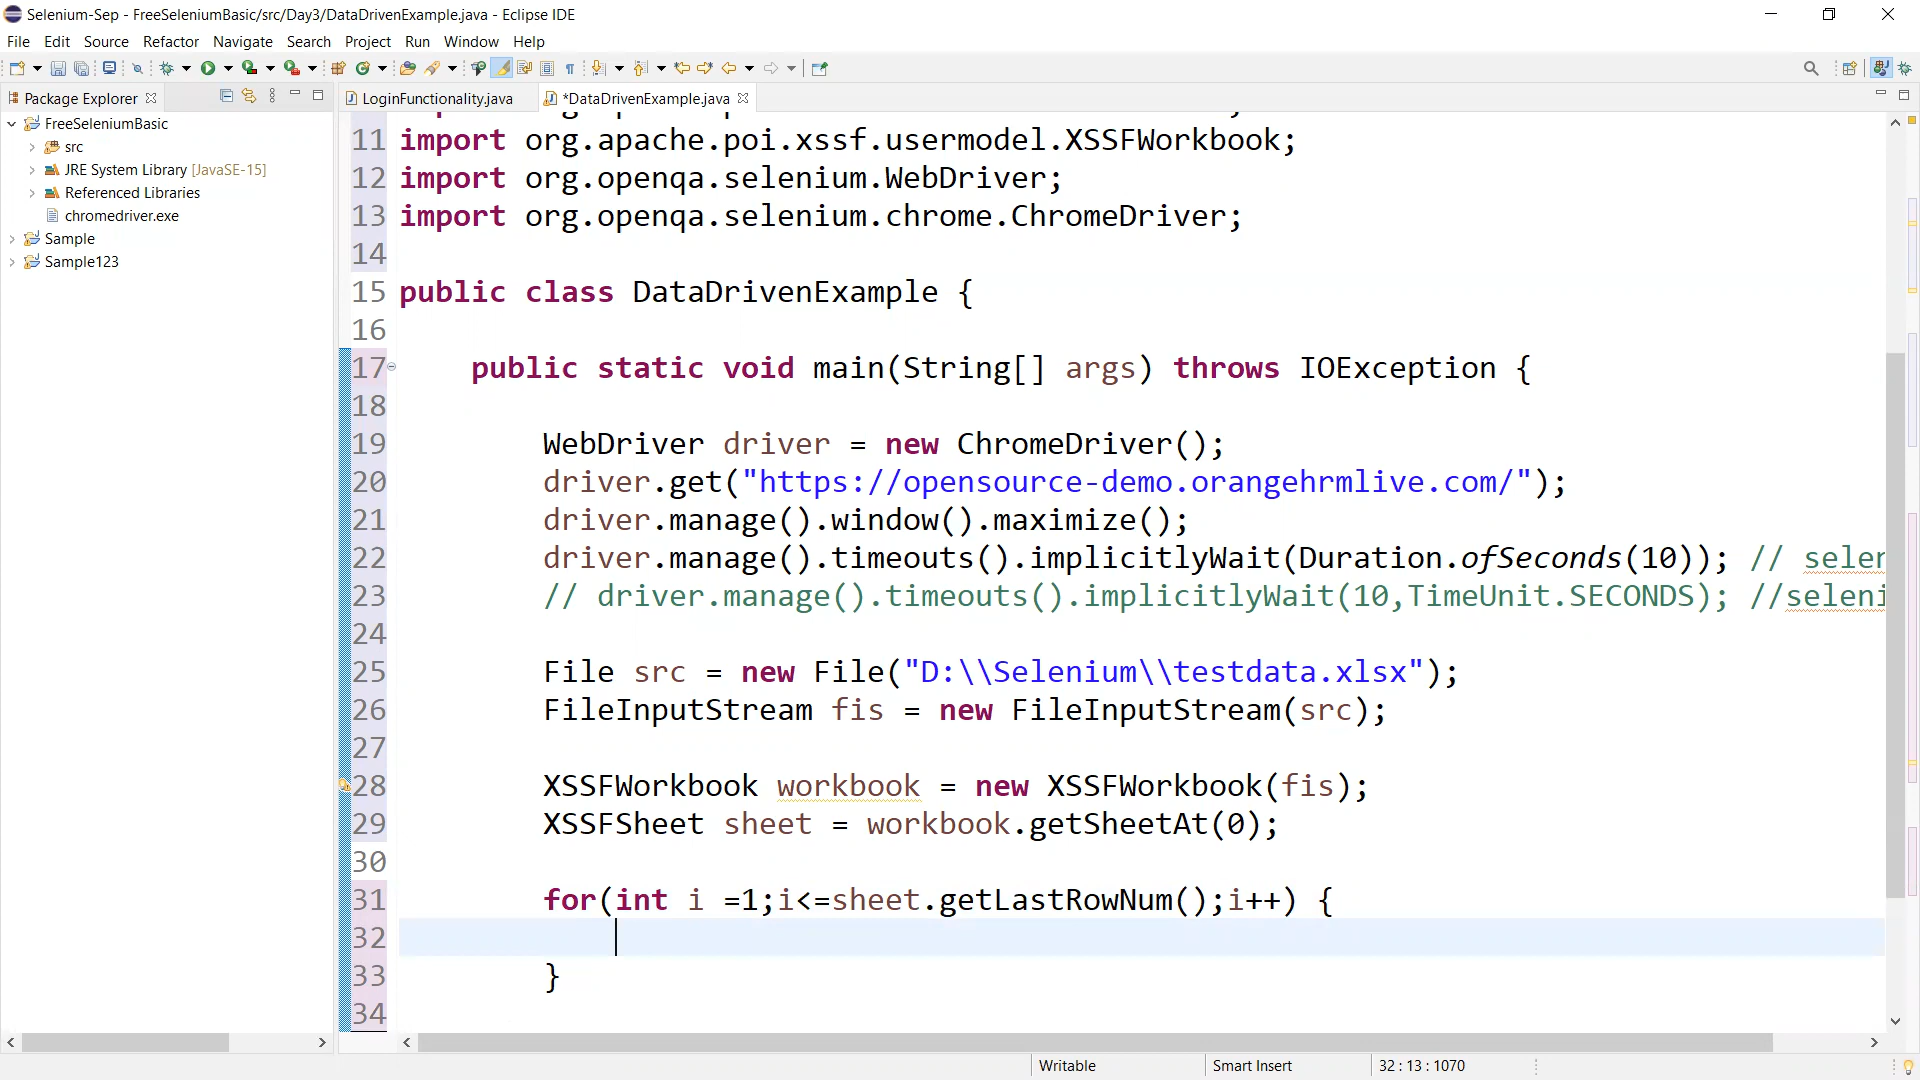 Selenium-Sep - FreeSeleniumBasic/src/Day3/DataDrivenExample.java - Eclipse IDE
File Edit Source Refactor Navigate Search Project Run Window Help
Package Explorer
LoginFunctionality.java
*DataDrivenExample.java
FreeSeleniumBasic
src
JRE System Library [JavaSE-15]
Referenced Libraries
chromedriver.exe
Sample
Sample123
11 import org.apache.poi.xssf.usermodel.XSSFWorkbook;
12 import org.openqa.selenium.WebDriver;
13 import org.openqa.selenium.chrome.ChromeDriver;
14
15 public class DataDrivenExample {
16
17 public static void main(String[] args) throws IOException {
18
19 WebDriver driver = new ChromeDriver();
20 driver.get("https://opensource-demo.orangehrmlive.com/");
21 driver.manage().window().maximize();
22 driver.manage().timeouts().implicitlyWait(Duration.ofSeconds(10)); // selen
23 // driver.manage().timeouts().implicitlyWait(10,TimeUnit.SECONDS); //seleni
24
25 File src = new File("D:\\Selenium\\testdata.xlsx");
26 FileInputStream fis = new FileInputStream(src);
27
28 XSSFWorkbook workbook = new XSSFWorkbook(fis);
29 XSSFSheet sheet = workbook.getSheetAt(0);
30
31 for(int i =1;i<=sheet.getLastRowNum();i++) {
32
33 }
34
Writable
Smart Insert
32 : 13 : 1070